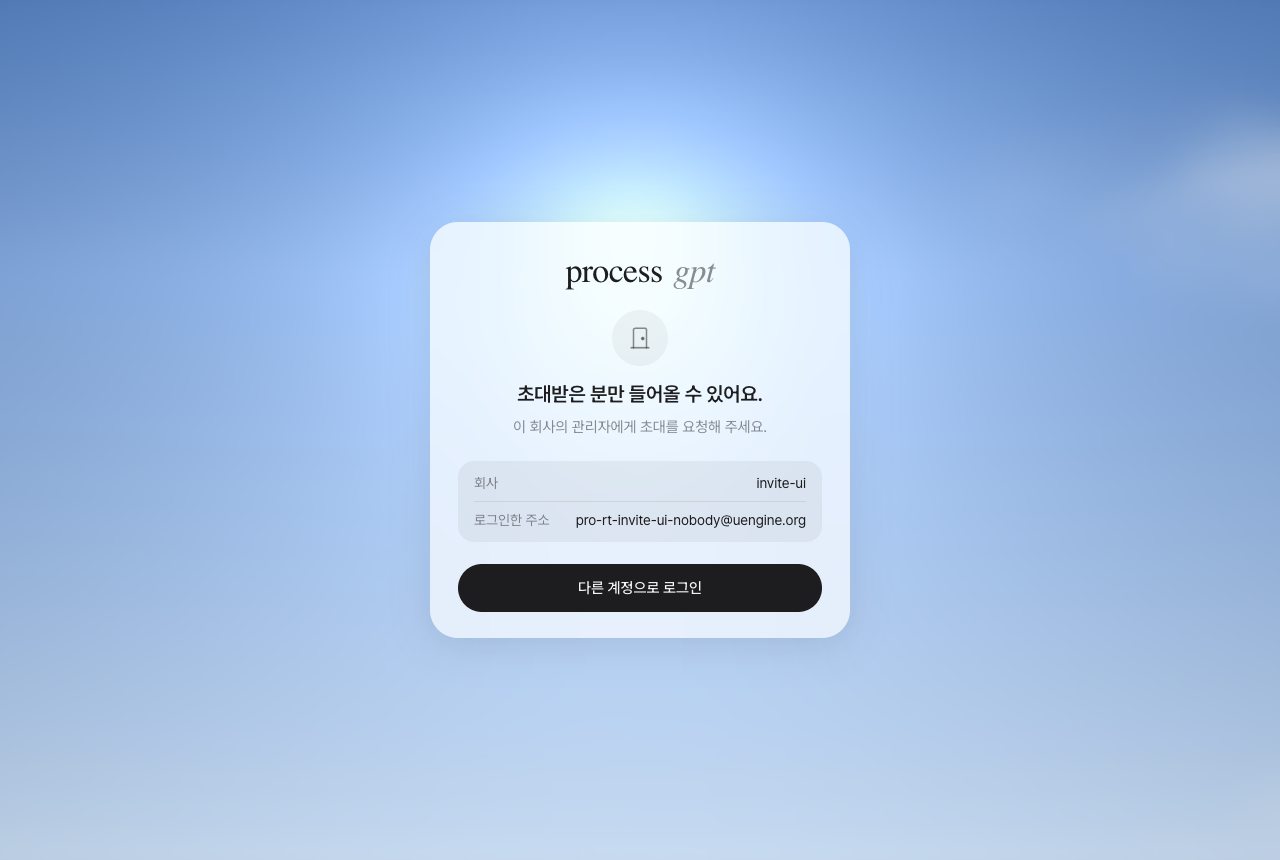 process gpt
초대받은 분만 들어올 수 있어요.
이 회사의 관리자에게 초대를 요청해 주세요.
회사 invite-ui
로그인한 주소 pro-rt-invite-ui-nobody@uengine.org
다른 계정으로 로그인